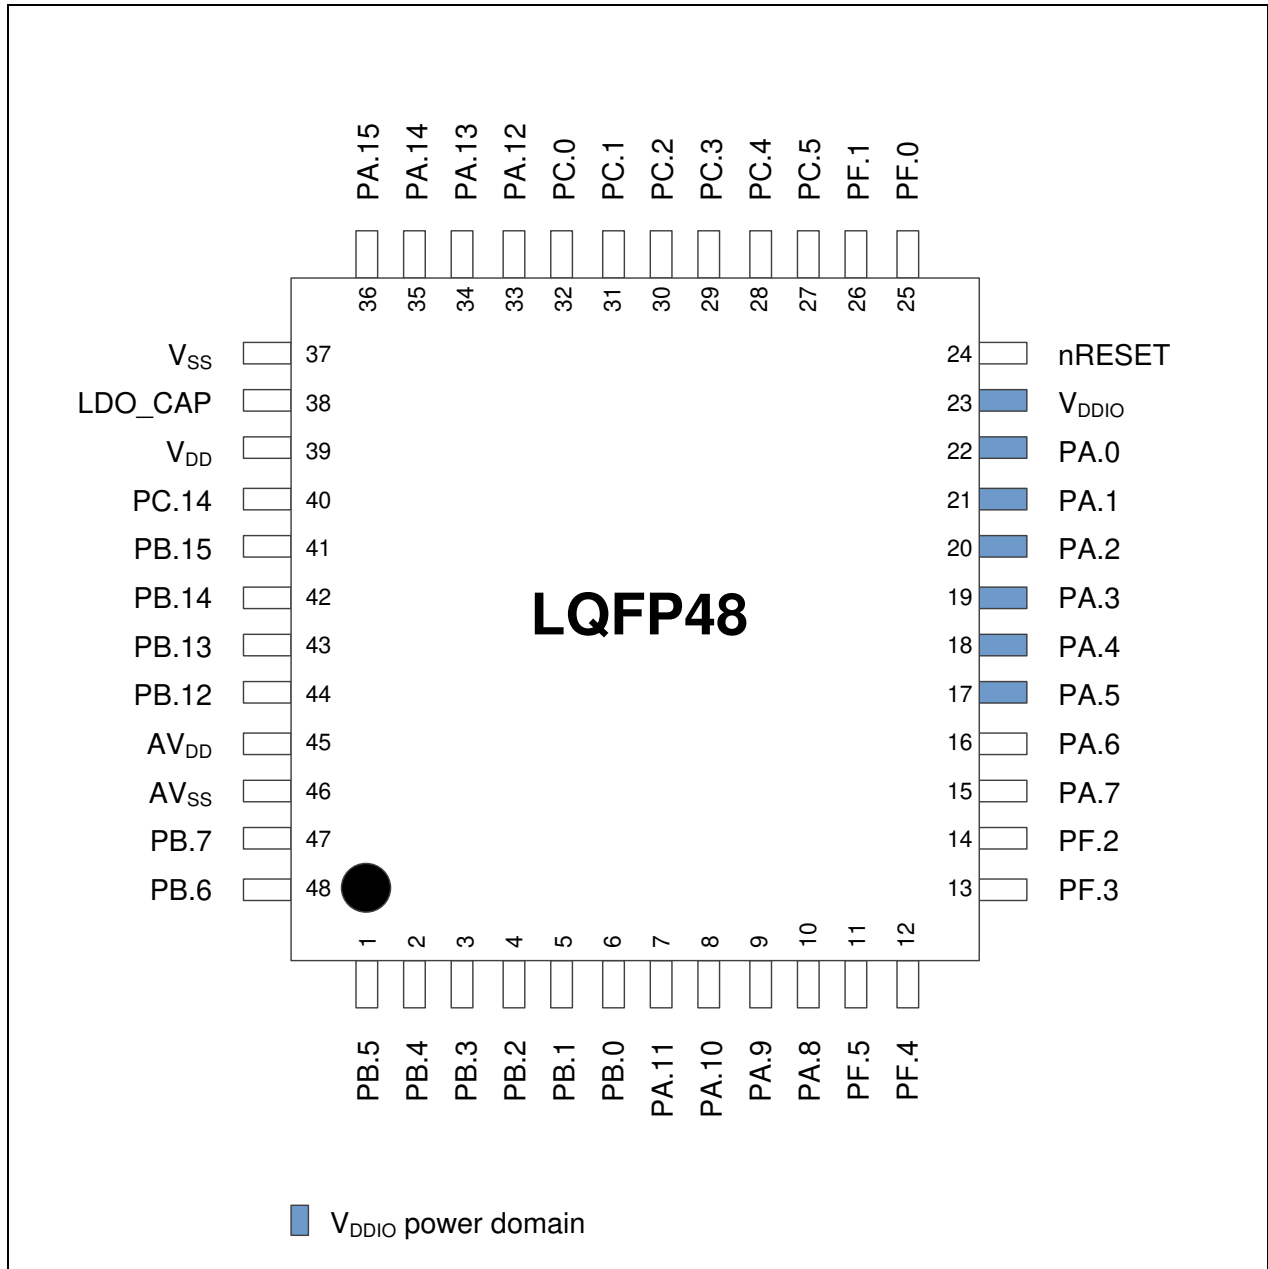 PA.15 PA.14 PA.13 PA.12 PC.0 PC.1 PC.2 PC.3 PC.4 PC.5 PF.1 PF.0
36 35 34 33 32 31 30 29 28 27 26 25
VSS 37 24 nRESET
LDO_CAP 38 23 VDDIO
VDD 39 22 PA.0
PC.14 40 21 PA.1
PB.15 41 20 PA.2
PB.14 42 19 PA.3
LQFP48
PB.13 43 18 PA.4
PB.12 44 17 PA.5
AVDD 45 16 PA.6
AVSS 46 15 PA.7
PB.7 47 14 PF.2
PB.6 48 13 PF.3
1 2 3 4 5 6 7 8 9 10 11 12
PB.5 PB.4 PB.3 PB.2 PB.1 PB.0 PA.11 PA.10 PA.9 PA.8 PF.5 PF.4
VDDIO power domain